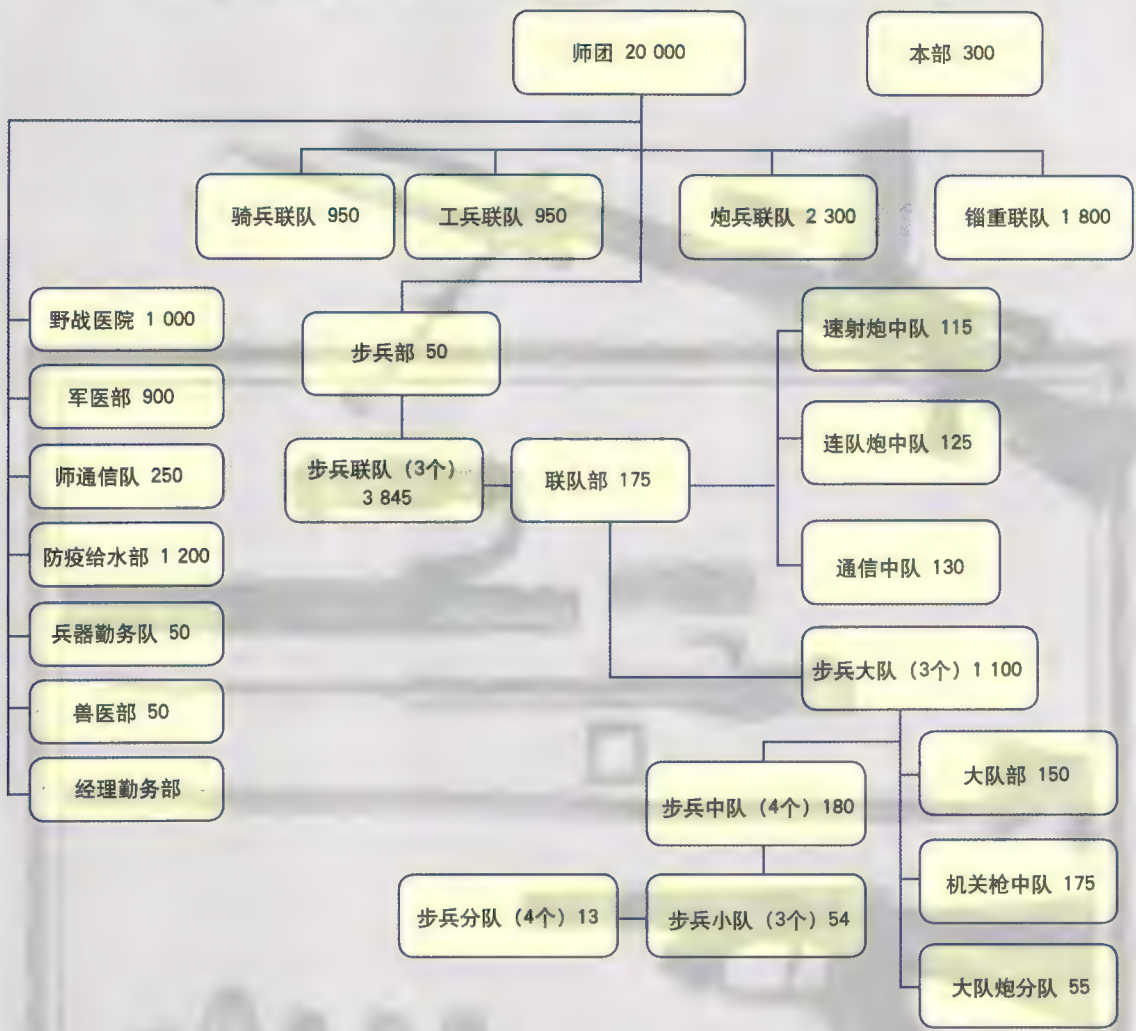 师团 20 000
本部 300
骑兵联队 950
工兵联队 950
炮兵联队 2 300
辎重联队 1 800
野战医院 1 000
军医部 900
师通信队 250
防疫给水部 1 200
兵器勤务队 50
兽医部 50
经理勤务部
步兵部 50
步兵联队（3个）
3 845
联队部 175
速射炮中队 115
连队炮中队 125
通信中队 130
步兵大队（3个）1 100
步兵中队（4个）180
大队部 150
机关枪中队 175
步兵分队（4个）13
步兵小队（3个）54
大队炮分队 55